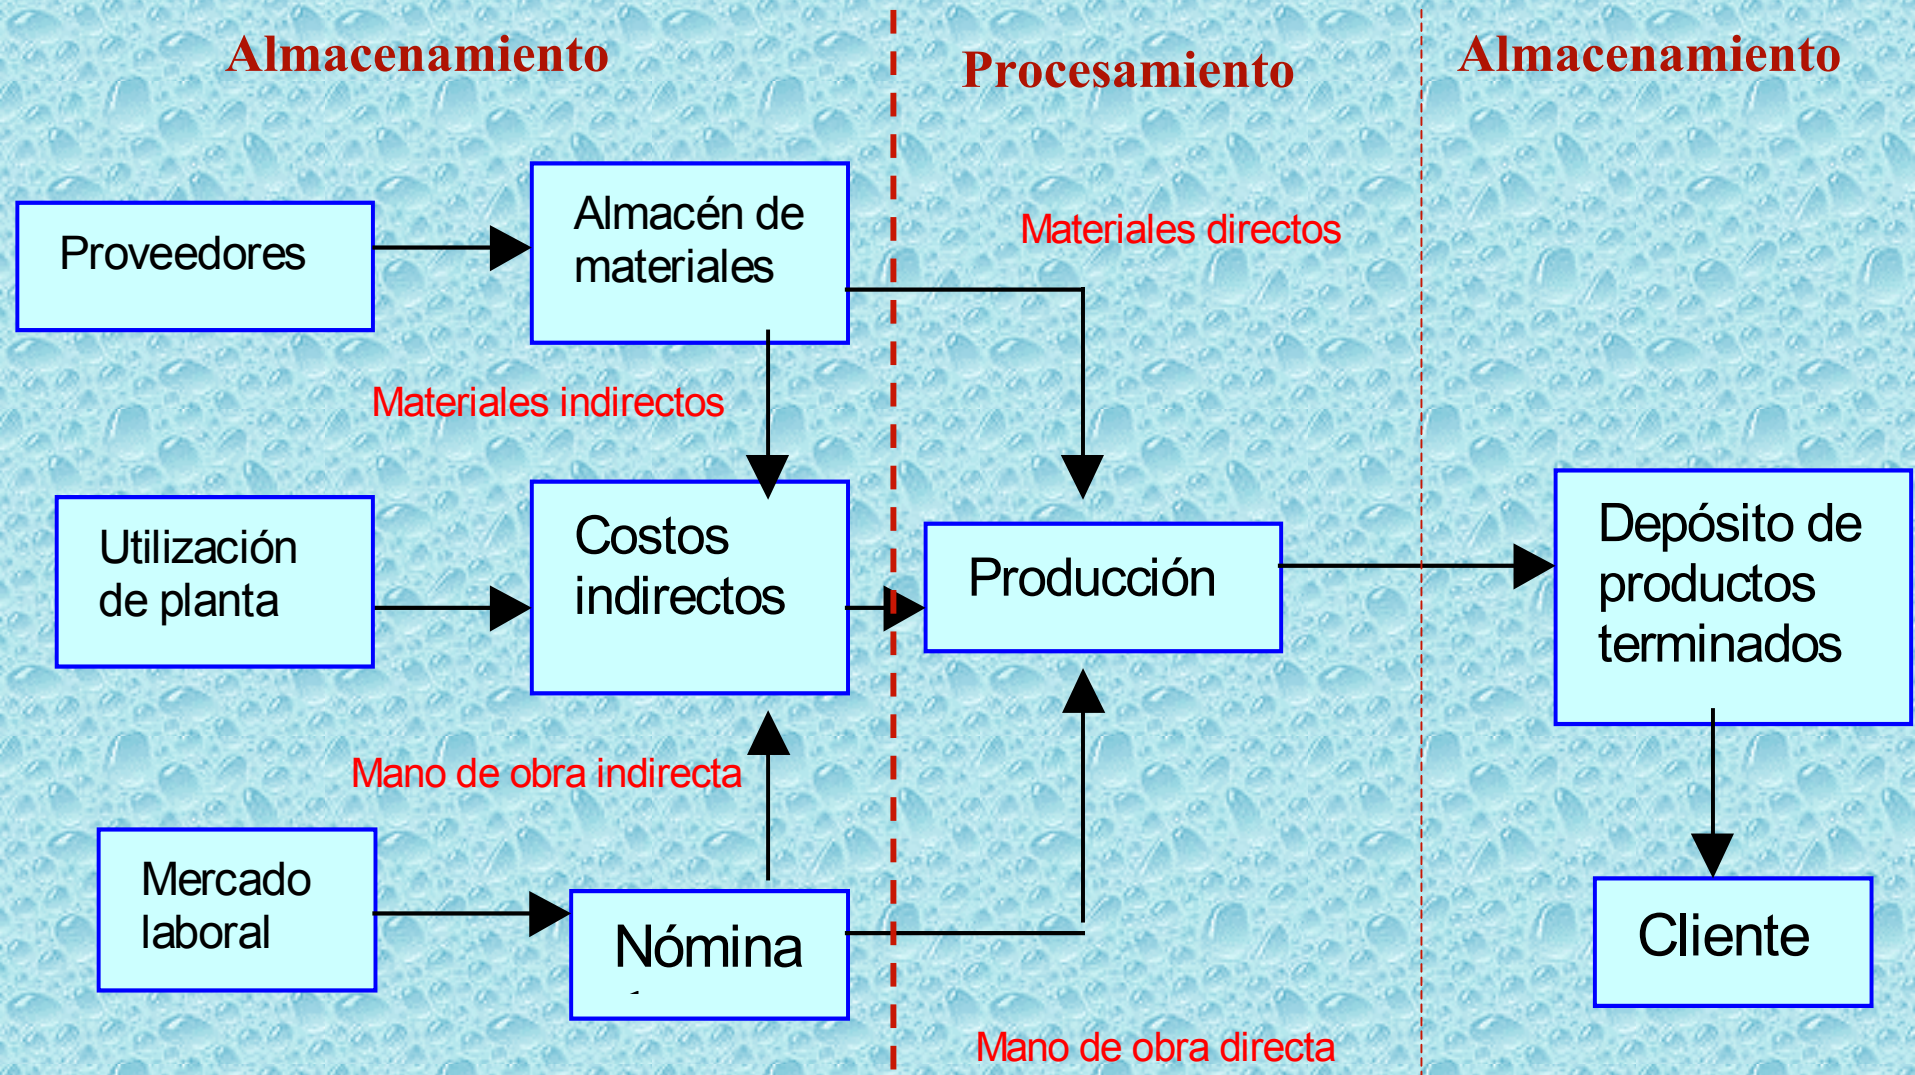 Almacenamiento
Procesamiento
Almacenamiento
Proveedores
Almacén de
materiales
Materiales directos
Materiales indirectos
Utilización
de planta
Costos
indirectos
Producción
Depósito de
productos
terminados
Mano de obra indirecta
Mercado
laboral
Nómina
Cliente
Mano de obra directa